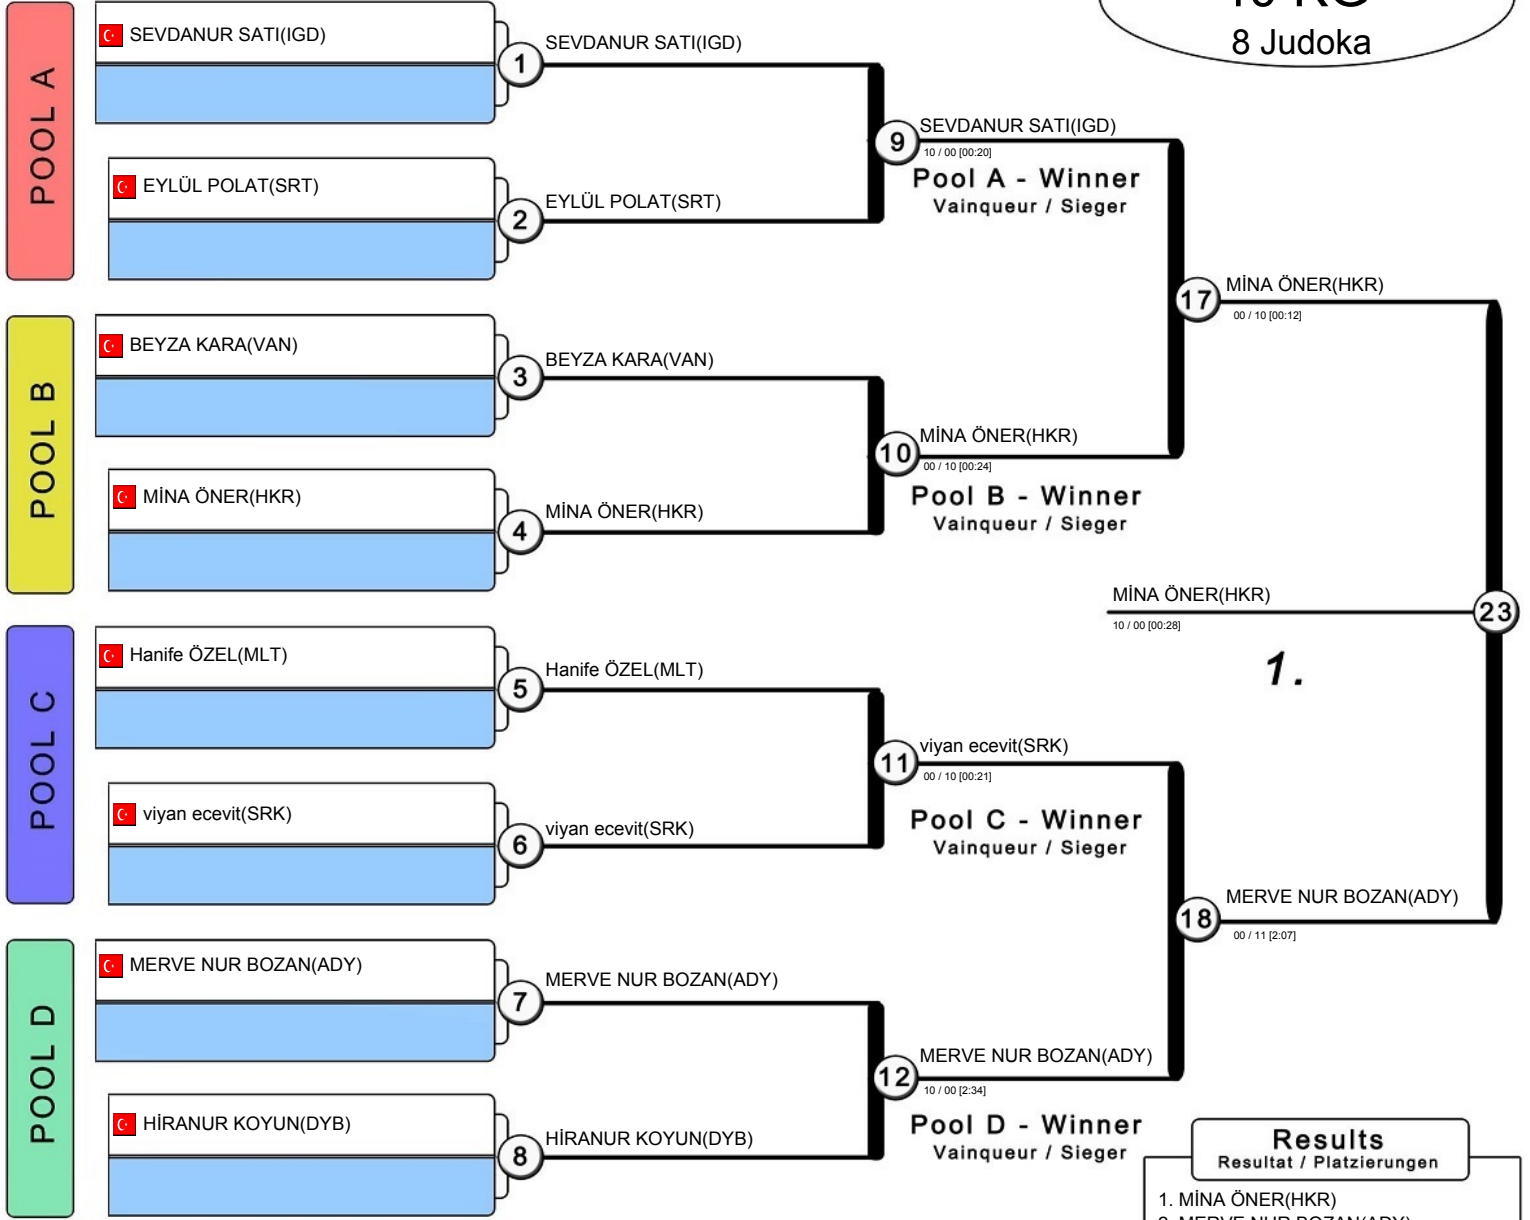 KG
8 Judoka
POOL A
SEVDANUR SATI(IGD)
1
SEVDANUR SATI(IGD)
EYLÜL POLAT(SRT)
2
EYLÜL POLAT(SRT)
9
SEVDANUR SATI(IGD)
10 / 00 [00:20]
Pool A - Winner
Vainqueur / Sieger
POOL B
BEYZA KARA(VAN)
3
BEYZA KARA(VAN)
MİNA ÖNER(HKR)
4
MİNA ÖNER(HKR)
10
MİNA ÖNER(HKR)
00 / 10 [00:24]
Pool B - Winner
Vainqueur / Sieger
17
MİNA ÖNER(HKR)
00 / 10 [00:12]
MİNA ÖNER(HKR)
10 / 00 [00:28]
23
1.
POOL C
Hanife ÖZEL(MLT)
5
Hanife ÖZEL(MLT)
viyan ecevit(SRK)
6
viyan ecevit(SRK)
11
viyan ecevit(SRK)
00 / 10 [00:21]
Pool C - Winner
Vainqueur / Sieger
POOL D
MERVE NUR BOZAN(ADY)
7
MERVE NUR BOZAN(ADY)
HİRANUR KOYUN(DYB)
8
HİRANUR KOYUN(DYB)
12
MERVE NUR BOZAN(ADY)
10 / 00 [2:34]
Pool D - Winner
Vainqueur / Sieger
18
MERVE NUR BOZAN(ADY)
00 / 11 [2:07]
Results
Resultat / Platzierungen
1. MİNA ÖNER(HKR)
2. MERVE NUR BOZAN(ADY)